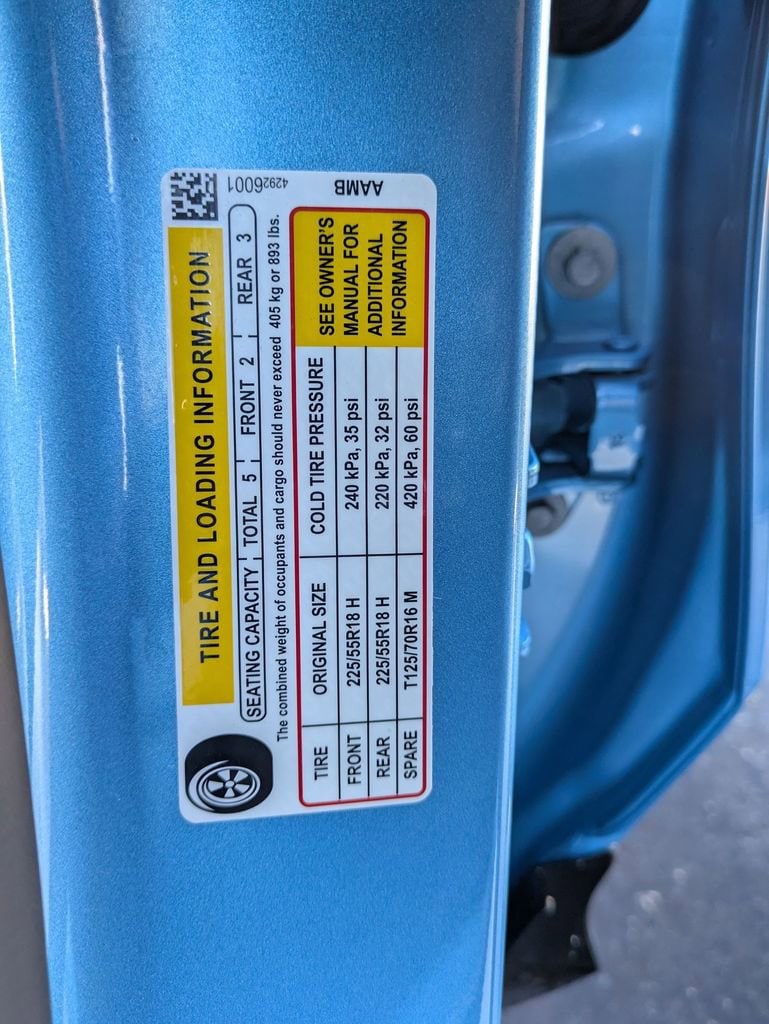 TIRE AND LOADING INFORMATION
42926001
SEATING CAPACITY TOTAL 5 FRONT 2 REAR 3
The combined weight of occupants and cargo should never exceed 405 kg or 893 lbs.
TIRE ORIGINAL SIZE COLD TIRE PRESSURE
FRONT 225/55R18 H 240 kPa, 35 psi
REAR 225/55R18 H 220 kPa, 32 psi
SPARE T125/70R16 M 420 kPa, 60 psi
SEE OWNER'S
MANUAL FOR
ADDITIONAL
INFORMATION
AAMB